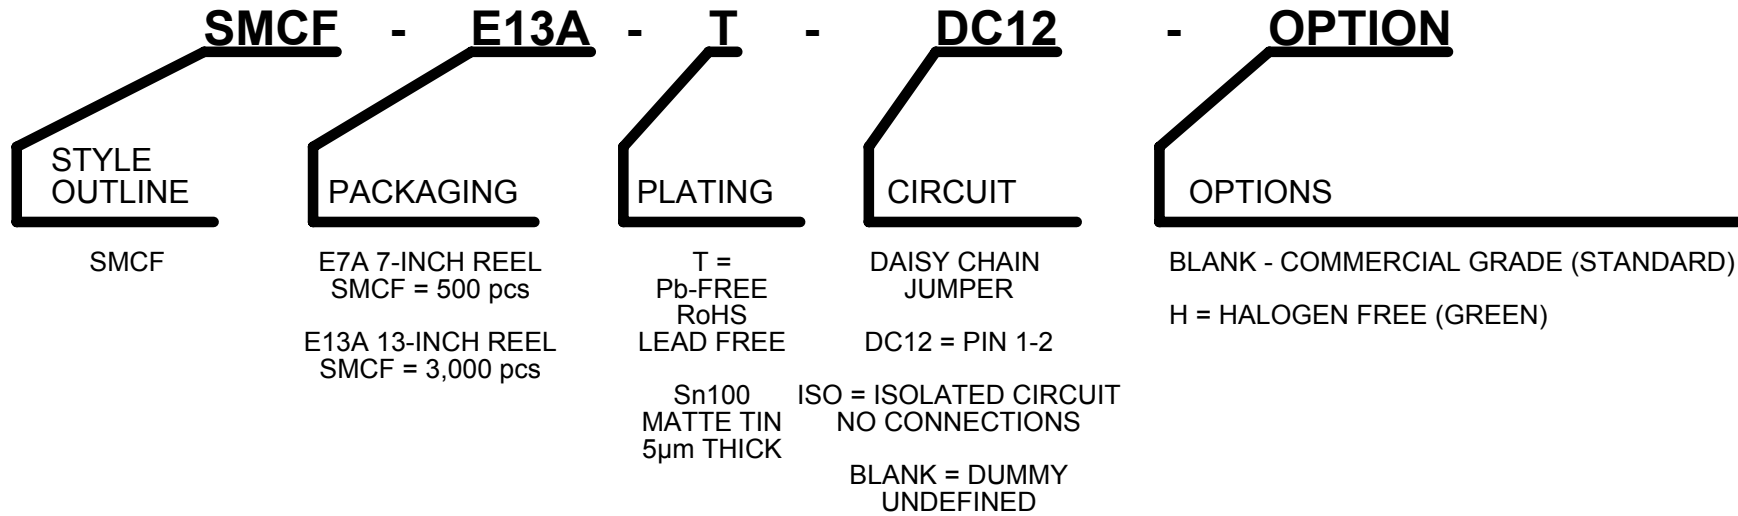 SMCF - E13A - T - DC12 - OPTION
STYLE
OUTLINE
PACKAGING
PLATING
CIRCUIT
OPTIONS
SMCF
E7A 7-INCH REEL
SMCF = 500 pcs
E13A 13-INCH REEL
SMCF = 3,000 pcs
T =
Pb-FREE
RoHS
LEAD FREE
Sn100
MATTE TIN
5µm THICK
DAISY CHAIN
JUMPER
DC12 = PIN 1-2
ISO = ISOLATED CIRCUIT
NO CONNECTIONS
BLANK = DUMMY
UNDEFINED
BLANK - COMMERCIAL GRADE (STANDARD)
H = HALOGEN FREE (GREEN)